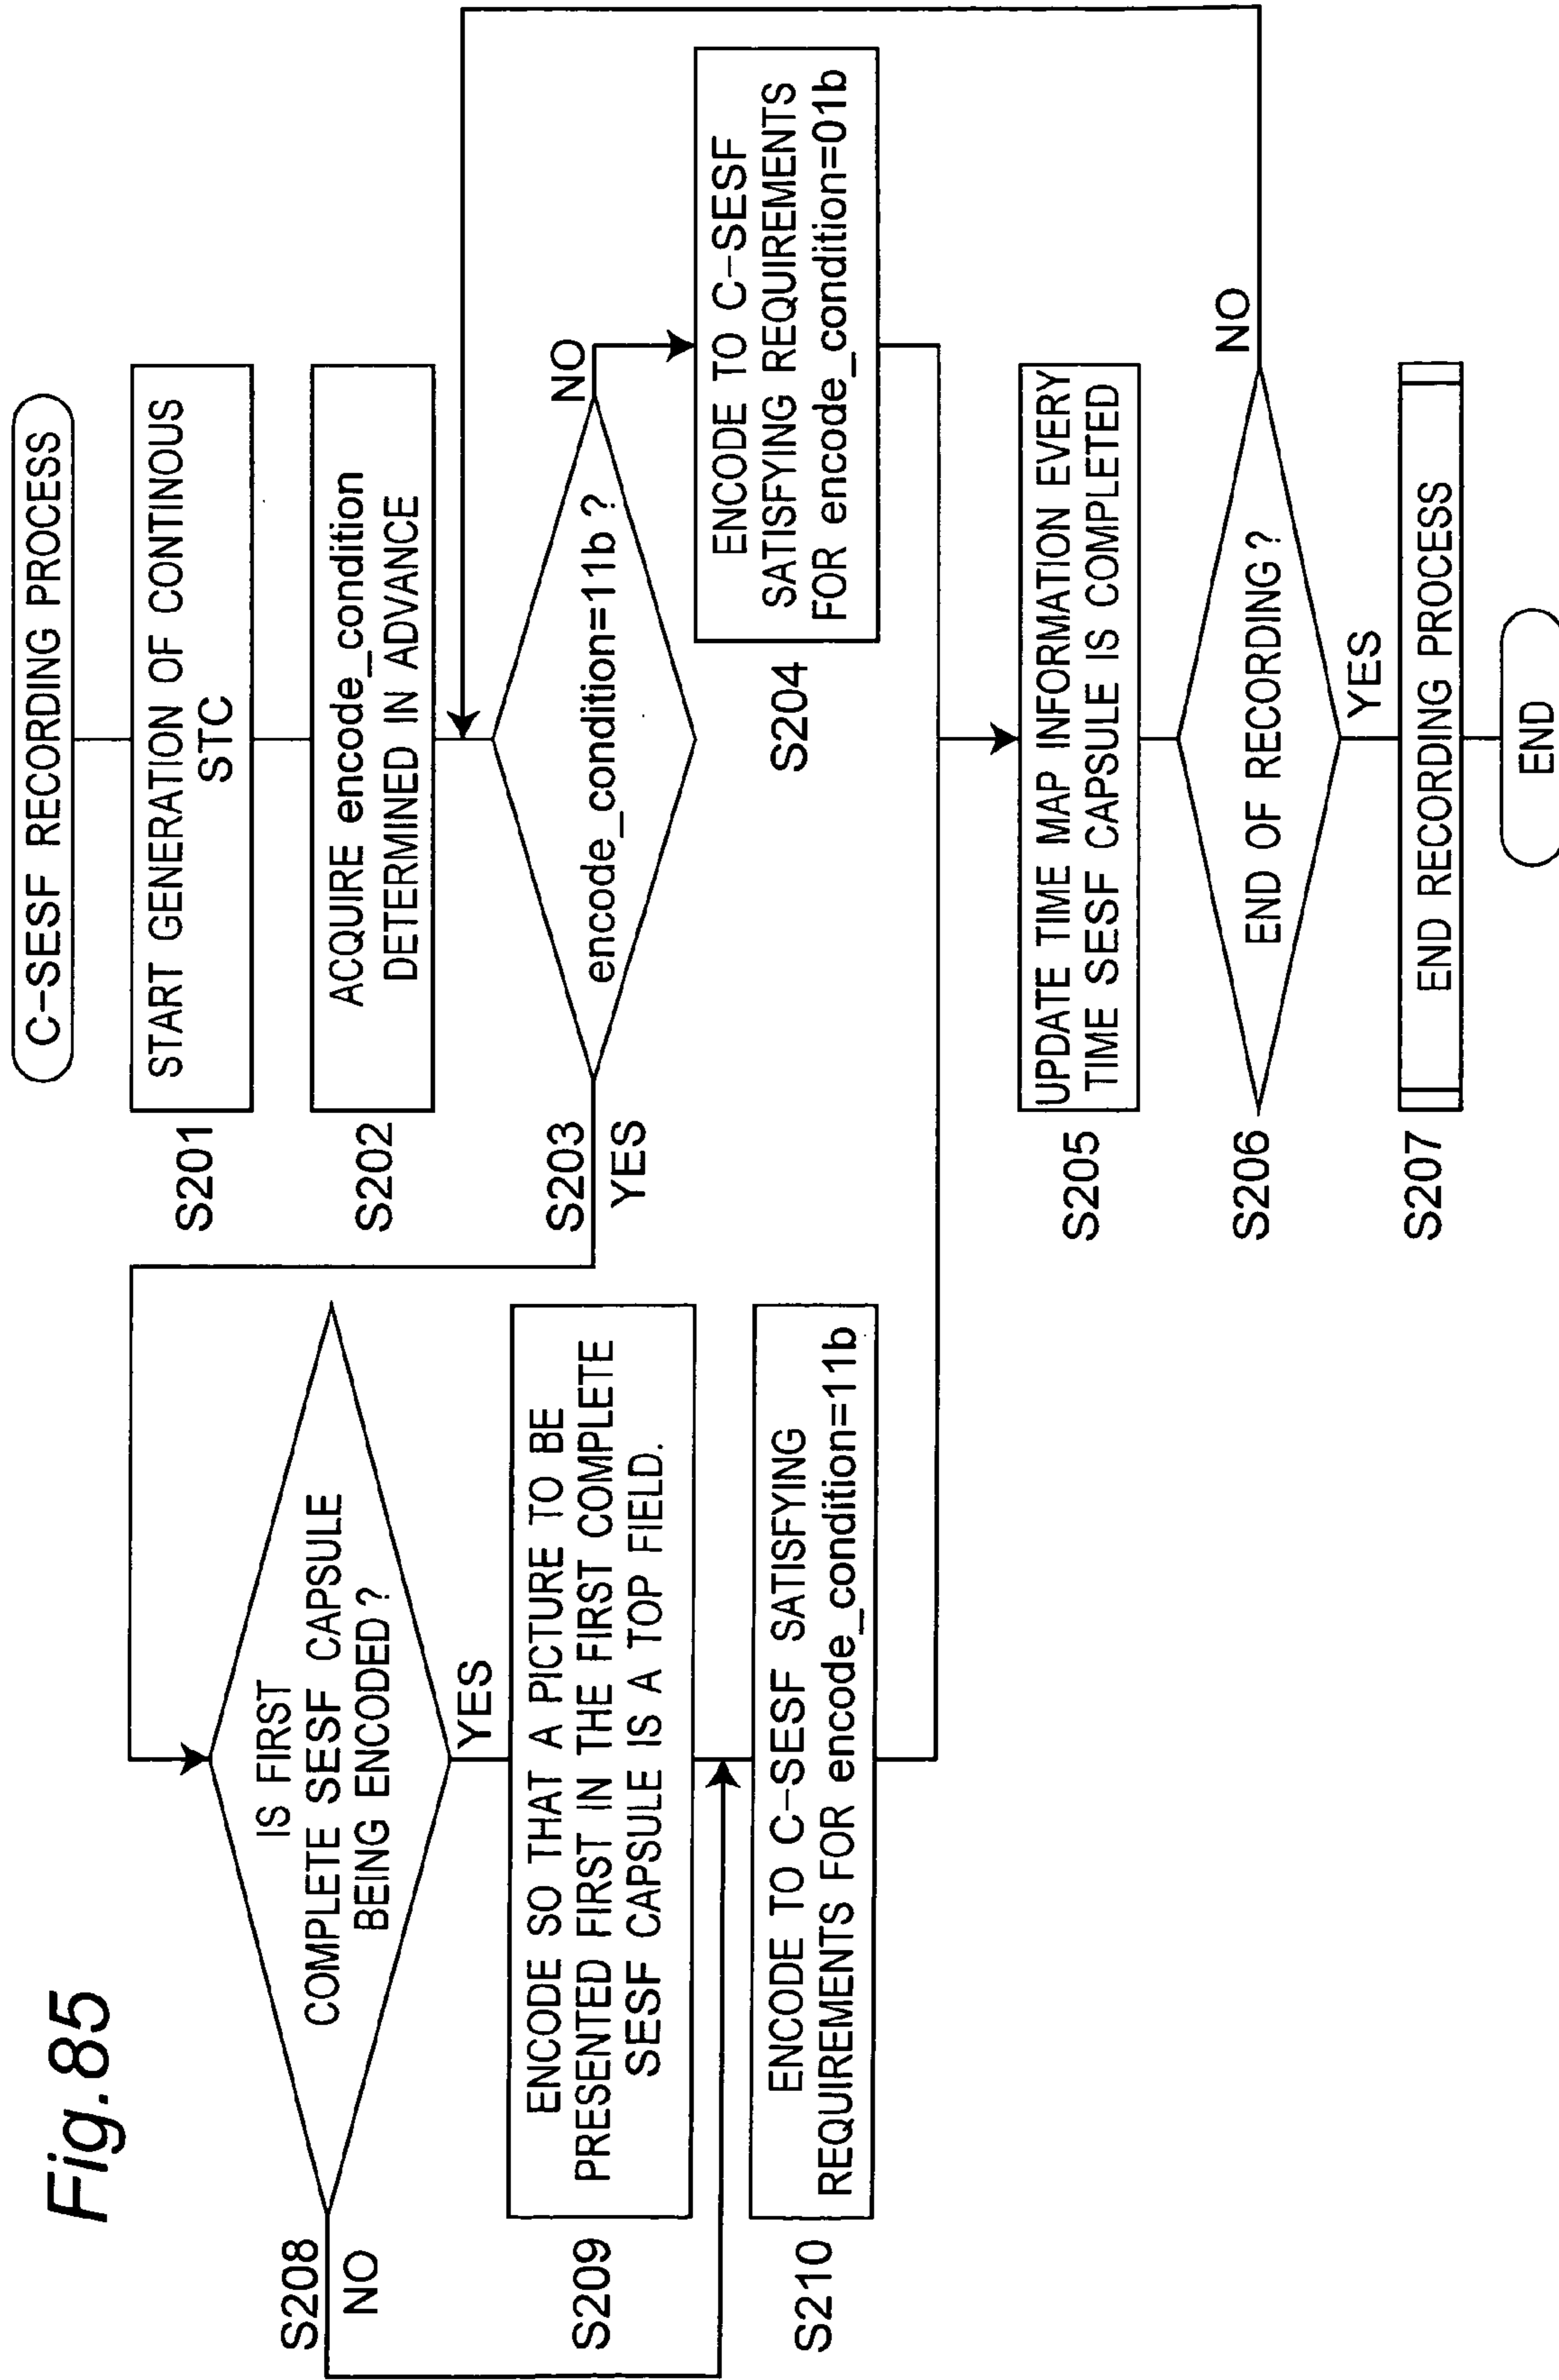 Fig.85
C-SESF RECORDING PROCESS
S201
START GENERATION OF CONTINOUS
STC
S202
ACQUIRE encode_condition
DETERMINED IN ADVANCE
S203
encode_condition=11b ?
YES
NO
S204
ENCODE TO C-SESF
SATISFYING REQUIREMENTS
FOR encode_condition=01b
S205
UPDATE TIME MAP INFORMATION EVERY
TIME SESF CAPSULE IS COMPLETED
S206
END OF RECORDING ?
NO
YES
S207
END RECORDING PROCESS
END
S208
IS FIRST
COMPLETE SESF CAPSULE
BEING ENCODED ?
NO
YES
S209
ENCODE SO THAT A PICTURE TO BE
PRESENTED FIRST IN THE FIRST COMPLETE
SESF CAPSULE IS A TOP FIELD.
S210
ENCODE TO C-SESF SATISFYING
REQUIREMENTS FOR encode_condition=11b